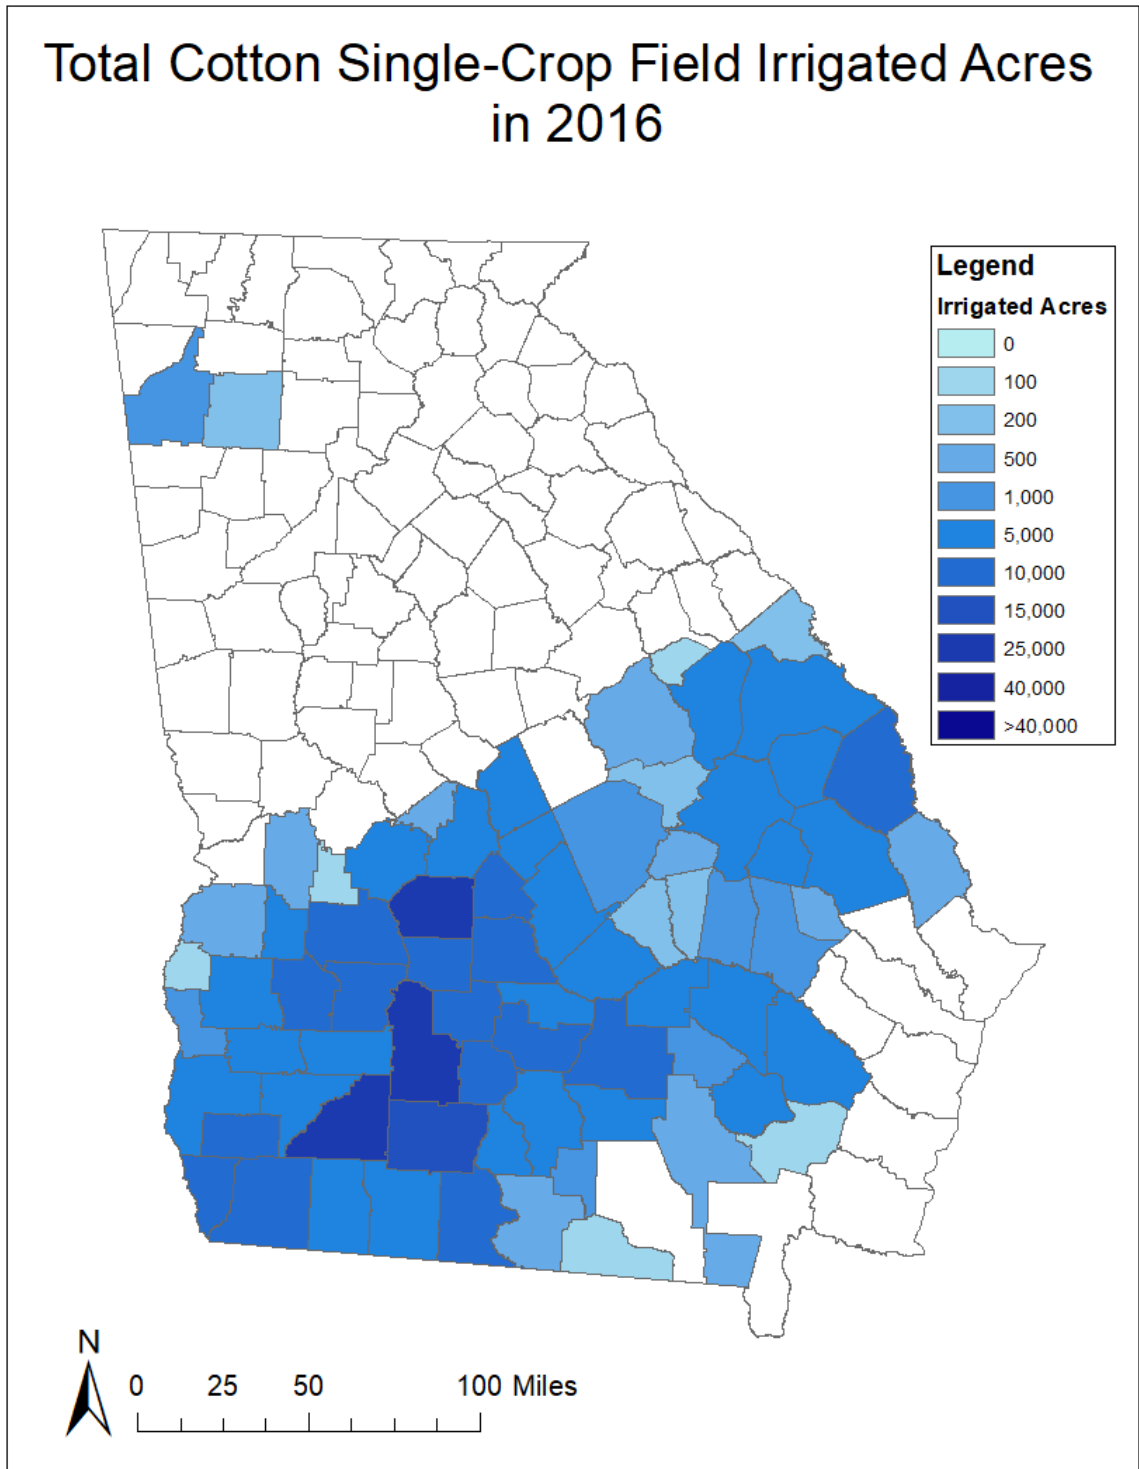 Total Cotton Single-Crop Field Irrigated Acres
in 2016
Legend
Irrigated Acres
0
100
200
500
1,000
5,000
10,000
15,000
25,000
40,000
>40,000
N
0 25 50 100 Miles